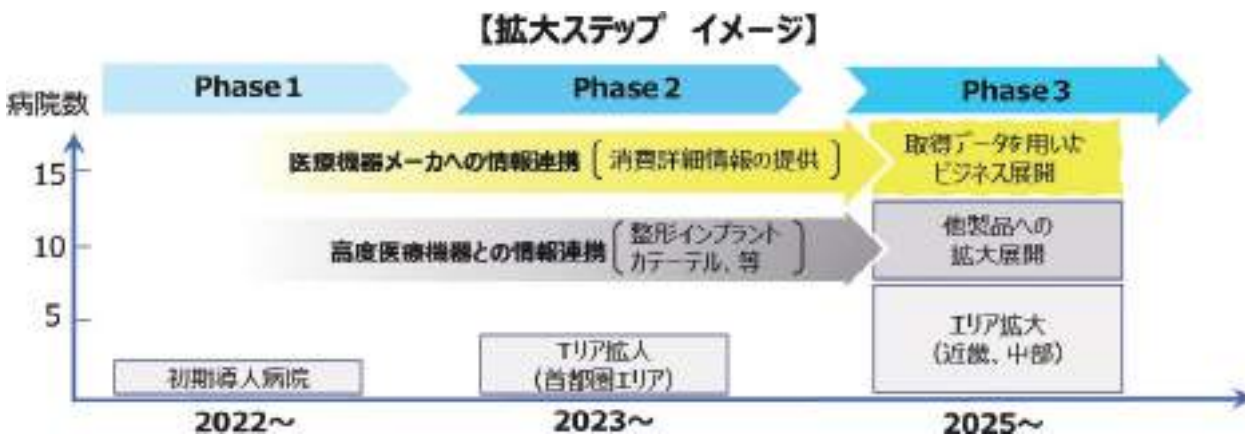 【拡大ステップ イメージ】
Phase 1
Phase 2
Phase 3
病院数
15
10
5
医療機器メーカへの情報連携
消費詳細情報の提供
取得データを用いた
ビジネス展開
高度医療機器との情報連携
整形インプラント
カテーテル、等
他製品への
拡大展開
初期導入病院
エリア拡大
(首都圏エリア)
エリア拡大
(近畿、中部)
2022～
2023～
2025～